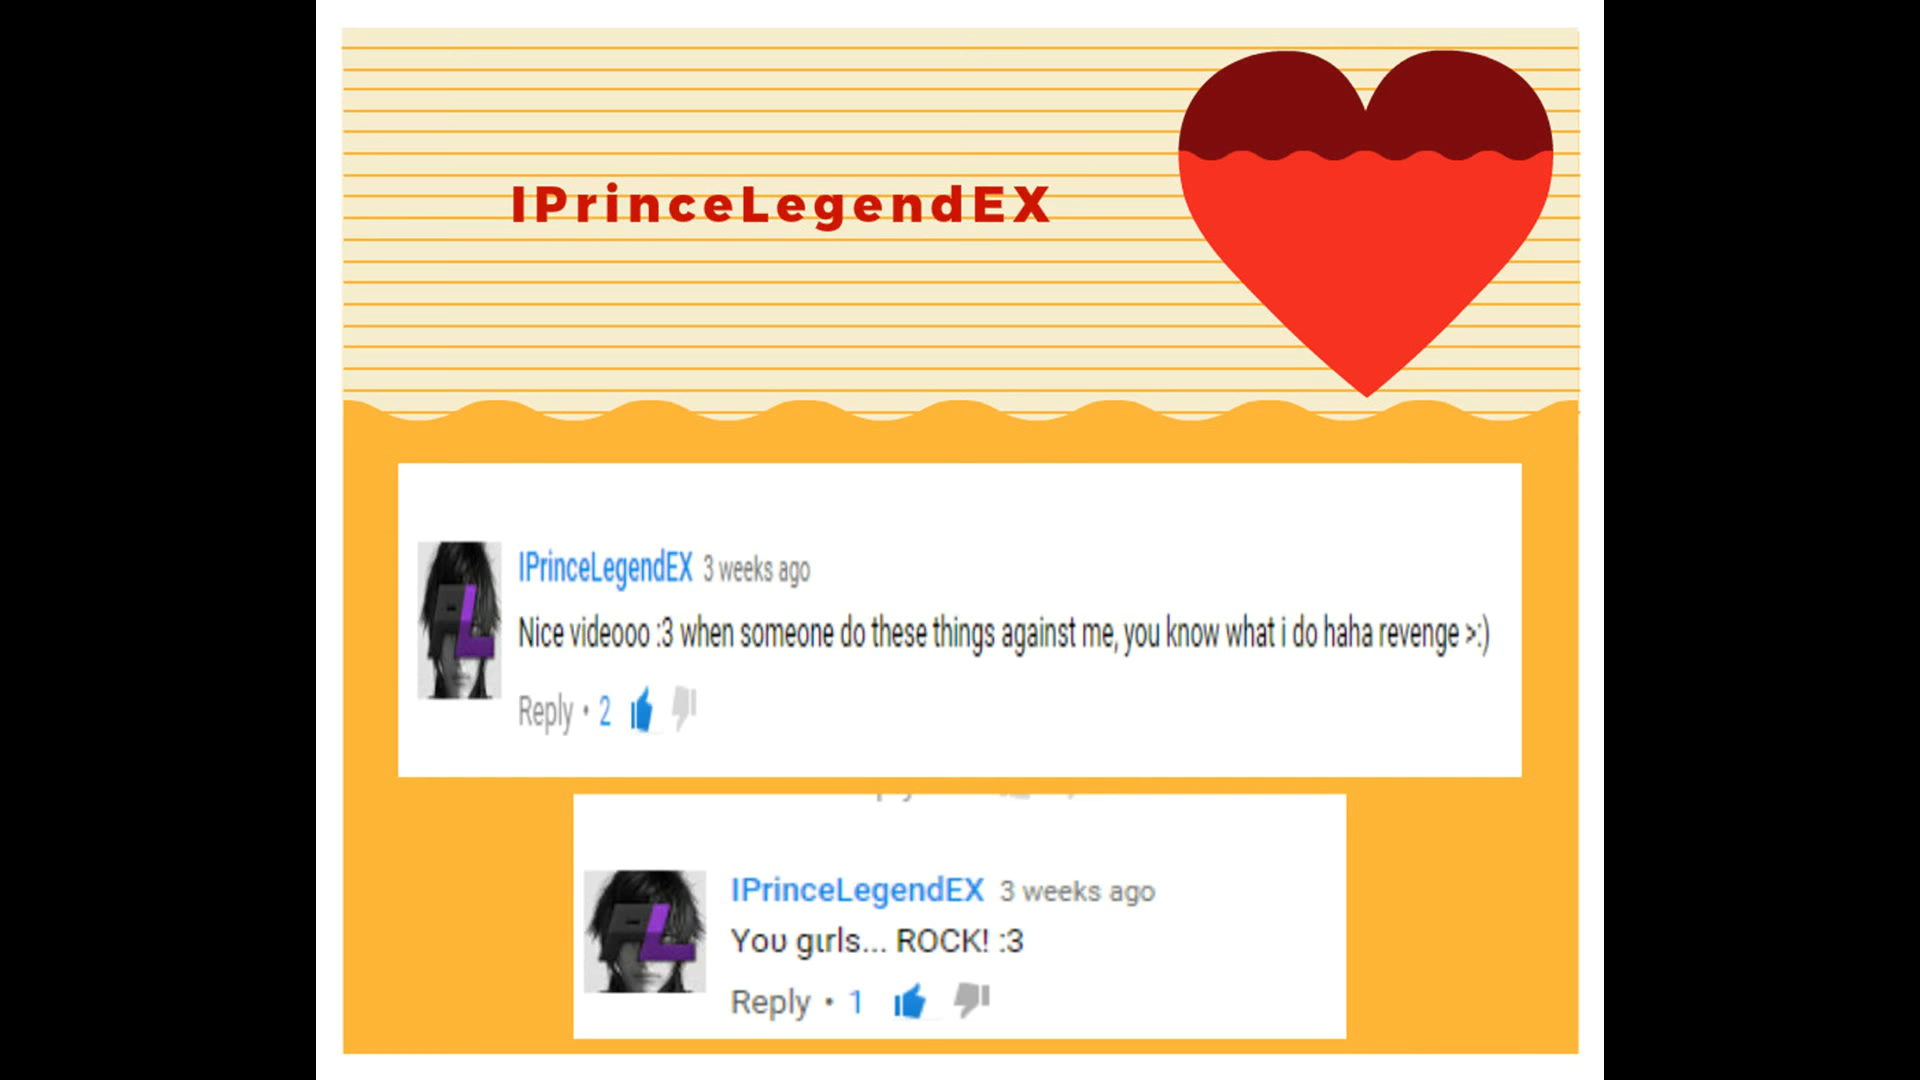 IPrinceLegendEX
IPrinceLegendEX 3 weeks ago
Nice videooo :3 when someone do these things against me, you know what i do haha revenge >:)
Reply • 2
IPrinceLegendEX 3 weeks ago
You girls... ROCK! :3
Reply • 1